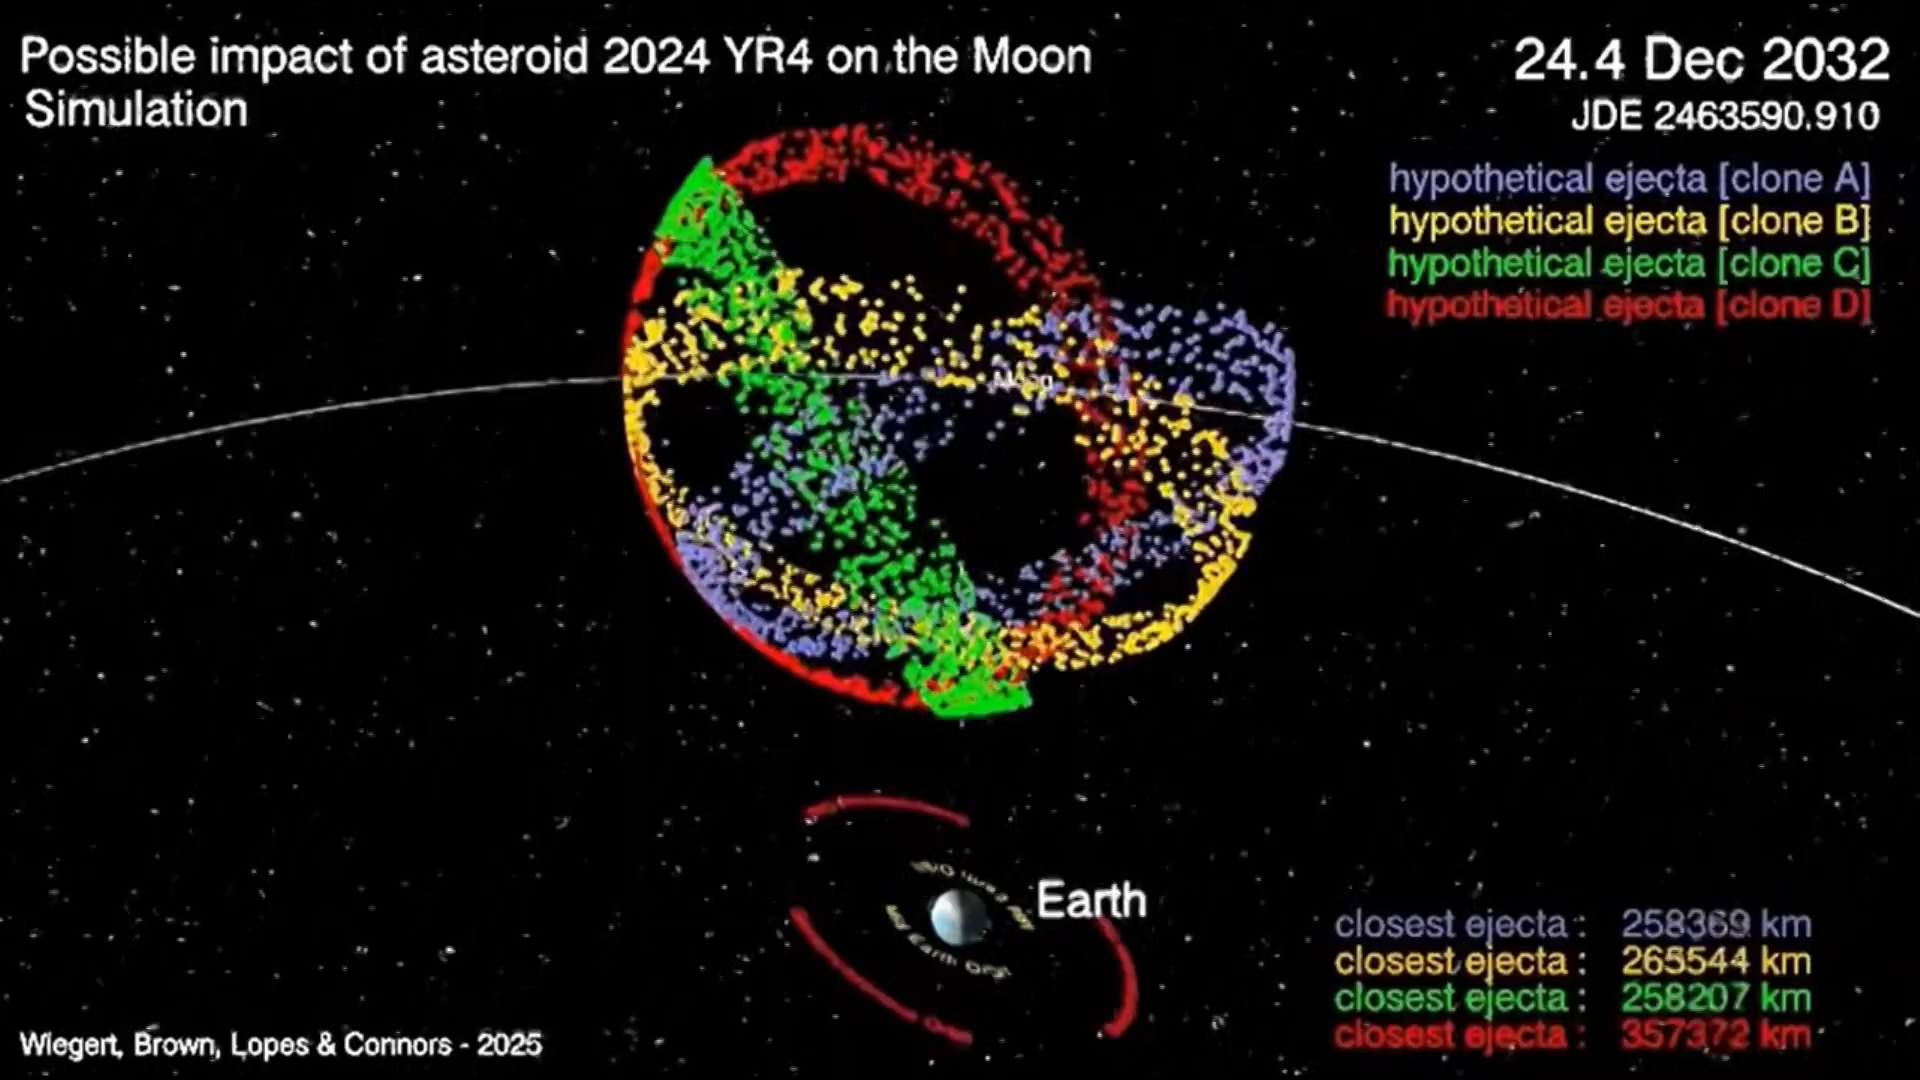 Possible impact of asteroid 2024 YR4 on the Moon
Simulation
24.4 Dec 2032
JDE 2463590.910
hypothetical ejecta [clone A]
hypothetical ejecta [clone B]
hypothetical ejecta [clone C]
hypothetical ejecta [clone D]
Moon
Earth
closest ejecta : 258369 km
closest ejecta : 265544 km
closest ejecta : 258207 km
closest ejecta : 357372 km
Wiegert, Brown, Lopes & Connors - 2025